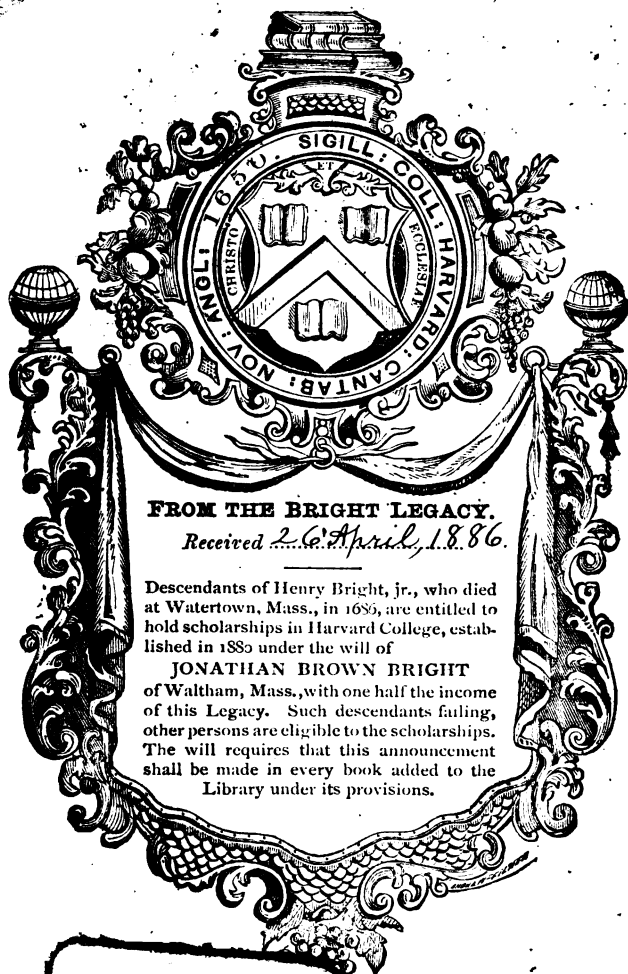 SIGILL: COLL: HARVARD: CANTAB: NOV: ANGL: 1650.
ET
CHRISTO
ECCLESIAE
FROM THE BRIGHT LEGACY.
Received 26 April, 1886.
Descendants of Henry Bright, jr., who died
at Watertown, Mass., in 1686, are entitled to
hold scholarships in Harvard College, estab-
lished in 1880 under the will of
JONATHAN BROWN BRIGHT
of Waltham, Mass., with one half the income
of this Legacy. Such descendants failing,
other persons are eligible to the scholarships.
The will requires that this announcement
shall be made in every book added to the
Library under its provisions.